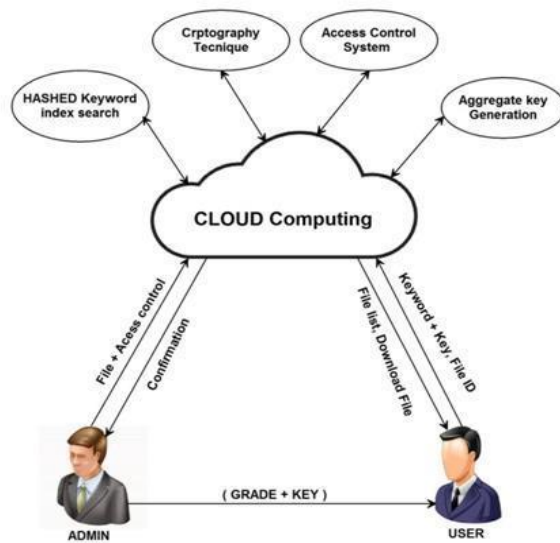 Crptography
Tecnique
Access Control
System
HASHED Keyword
index search
Aggregate key
Generation
CLOUD Computing
File + Acess control
Confirmation
File list, Download File
Keyword + Key, File ID
( GRADE + KEY )
ADMIN
USER